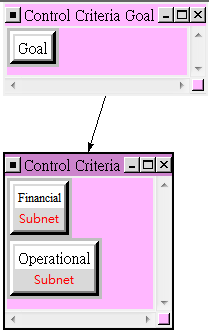 Control Criteria Goal
Goal
Control Criteria
Financial
Subnet
Operational
Subnet